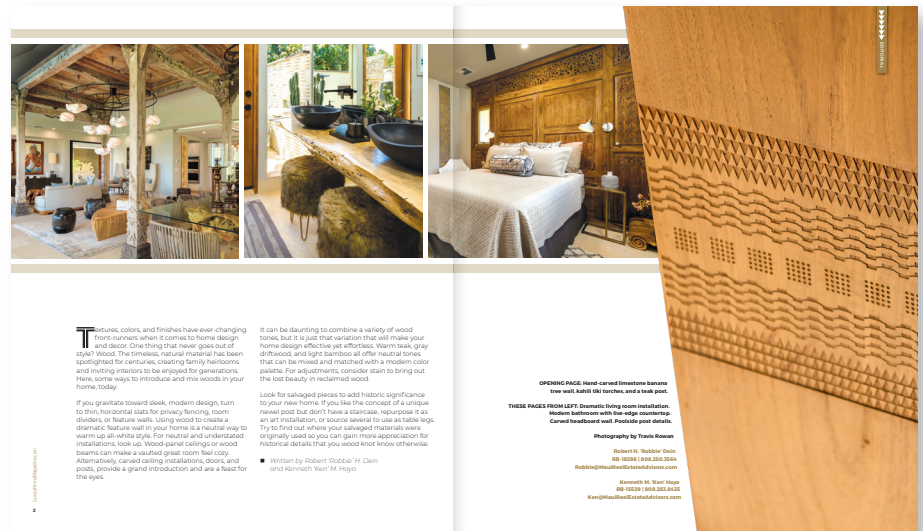 INTERIORS
Textures, colors, and finishes have ever-changing
front-runners when it comes to home design
and decor. One thing that never goes out of
style? Wood. The timeless, natural material has been
spotlighted for centuries, creating family heirlooms
and inviting interiors to be enjoyed for generations.
Here, some ways to introduce and mix woods in your
home, today.
If you gravitate toward sleek, modern design, turn
to thin, horizontal slats for privacy fencing, room
dividers, or feature walls. Using wood to create a
dramatic feature wall in your home is a neutral way to
warm up all-white style. For neutral and understated
installations, look up. Wood-panel ceilings or wood
beams can make a vaulted great room feel cozy.
Alternatively, carved ceiling installations, doors, and
posts, provide a grand introduction and are a feast for
the eyes.
It can be daunting to combine a variety of wood
tones, but it is just that variation that will make your
home design effective yet effortless. Warm teak, gray
driftwood, and light bamboo all offer neutral tones
that can be mixed and matched with a modern color
palette. For adjustments, consider stain to bring out
the lost beauty in reclaimed wood.
Look for salvaged pieces to add historic significance
to your new home. If you like the concept of a unique
newel post but don't have a staircase, repurpose it as
an art installation, or source several to use as table legs.
Try to find out where your salvaged materials were
originally used so you can gain more appreciation for
historical details that you wood knot know otherwise.
■ Written by Robert 'Robbie' H. Dein
and Kenneth 'Ken' M. Hayo
OPENING PAGE: Hand-carved limestone banana
tree wall, kahili tiki torches, and a teak post.
THESE PAGES FROM LEFT: Dramatic living room installation.
Modern bathroom with live-edge countertop.
Carved headboard wall. Poolside post details.
Photography by Travis Rowan
Robert H. 'Robbie' Dein
RB-18398 | 808.250.3564
Robbie@MauiRealEstateAdvisors.com
Kenneth M. 'Ken' Hayo
RB-15529 | 808.283.8435
Ken@MauiRealEstateAdvisors.com
2